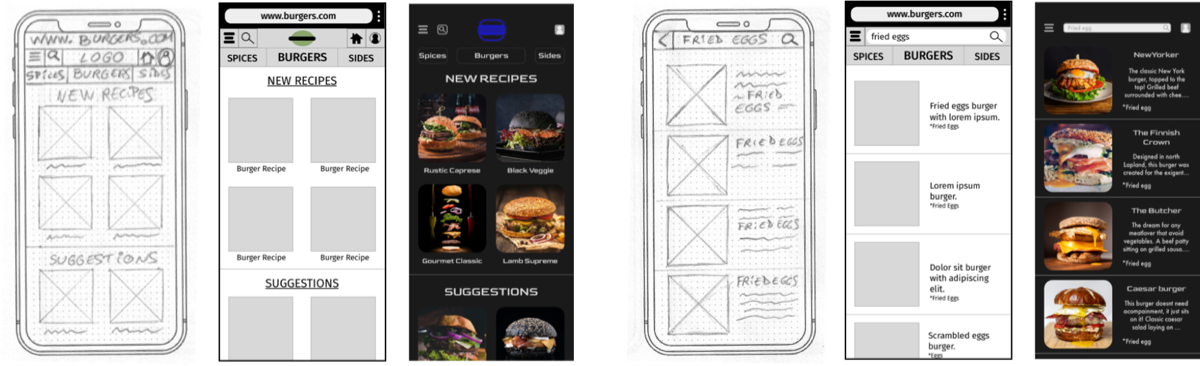 WWW.BURGERS.COM
LOGO
SPICES BURGERS SIDES
NEW RECIPES
SUGGESTIONS
www.burgers.com
SPICES BURGERS SIDES
NEW RECIPES
Burger Recipe Burger Recipe
Burger Recipe Burger Recipe
SUGGESTIONS
Spices Burgers Sides
NEW RECIPES
Rustic Caprese Black Veggie
Gourmet Classic Lamb Supreme
SUGGESTIONS
FRIED EGGS
FRIED
EGGS
FRIED EGGS
FRIED EGGS
FRIED EGGS
www.burgers.com
fried eggs
SPICES BURGERS SIDES
Fried eggs burger
with lorem ipsum.
*Fried Eggs
Lorem ipsum
burger.
*Fried Eggs
Dolor sit burger
with adipiscing
elit.
*Fried Eggs
Scrambled eggs
burger.
*Eggs
Fried egg
NewYorker
The classic New York
burger, topped to the
top! Grilled beef
surrounded with chee....
*Fried egg
The Finnish
Crown
Designed in north
Lapland, this burger was
created for the exigent...
*Fried egg
The Butcher
The dream for any
meatlover that avoid
vegetables. A beef patty
sitting on grilled sausa....
*Fried egg
Caesar burger
This burger doesnt need
acompainment, it just sits
on it! Classic caesar
salad laying on ...
*Fried egg